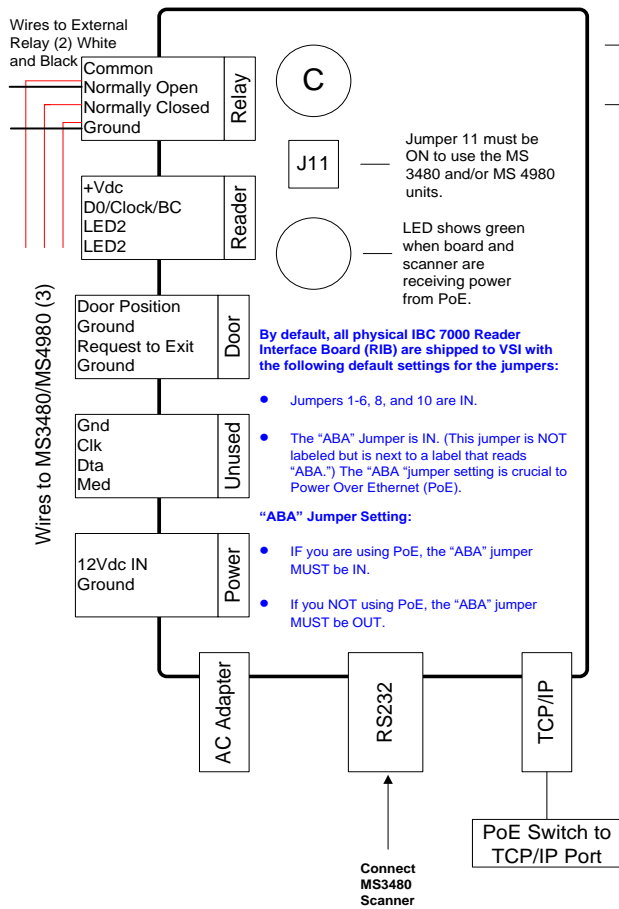 Wires to External
Relay (2) White
and Black
Common
Normally Open
Normally Closed
Ground
Relay
C
J11
Jumper 11 must be
ON to use the MS
3480 and/or MS 4980
units.
+Vdc
D0/Clock/BC
LED2
LED2
Reader
LED shows green
when board and
scanner are
receiving power
from PoE.
Wires to MS3480/MS4980 (3)
Door Position
Ground
Request to Exit
Ground
Door
By default, all physical IBC 7000 Reader
Interface Board (RIB) are shipped to VSI with
the following default settings for the jumpers:
● Jumpers 1-6, 8, and 10 are IN.
● The “ABA” Jumper is IN. (This jumper is NOT
labeled but is next to a label that reads
“ABA.”) The “ABA “jumper setting is crucial to
Power Over Ethernet (PoE).
Gnd
Clk
Dta
Med
Unused
“ABA” Jumper Setting:
● IF you are using PoE, the “ABA” jumper
MUST be IN.
● If you NOT using PoE, the “ABA” jumper
MUST be OUT.
12Vdc IN
Ground
Power
AC Adapter
RS232
TCP/IP
PoE Switch to
TCP/IP Port
Connect
MS3480
Scanner